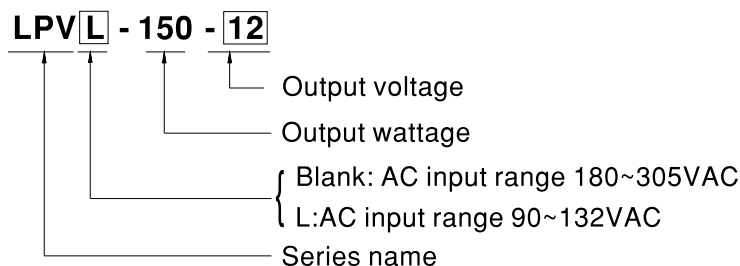 LPV L - 150 - 12
Output voltage
Output wattage
Blank: AC input range 180~305VAC
L:AC input range 90~132VAC
Series name